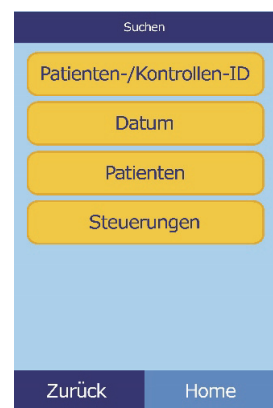 Suchen
Patienten-/Kontrollen-ID
Datum
Patienten
Steuerungen
Zurück Home